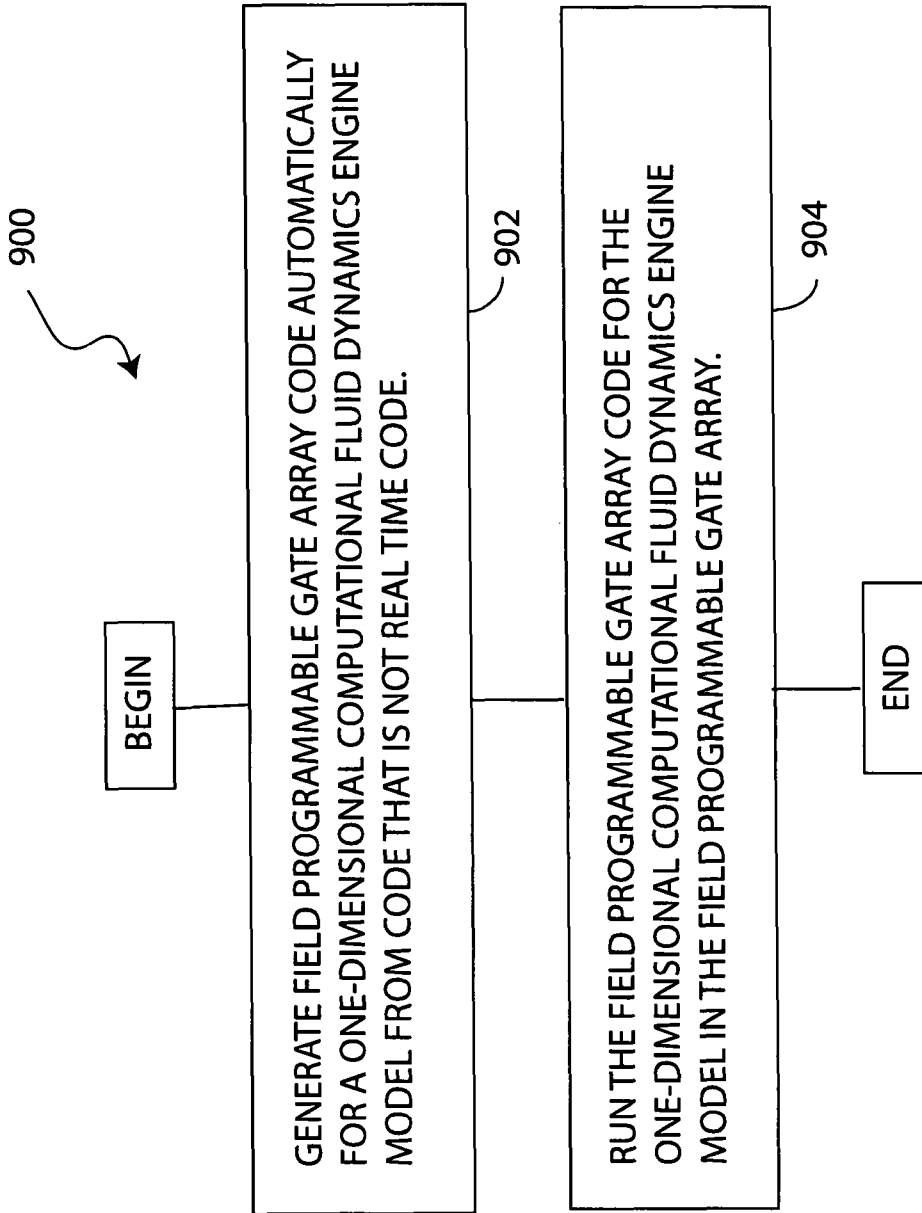 900
BEGIN
GENERATE FIELD PROGRAMMABLE GATE ARRAY CODE AUTOMATICALLY
FOR A ONE-DIMENSIONAL COMPUTATIONAL FLUID DYNAMICS ENGINE
MODEL FROM CODE THAT IS NOT REAL TIME CODE.
902
RUN THE FIELD PROGRAMMABLE GATE ARRAY CODE FOR THE
ONE-DIMENSIONAL COMPUTATIONAL FLUID DYNAMICS ENGINE
MODEL IN THE FIELD PROGRAMMABLE GATE ARRAY.
904
END